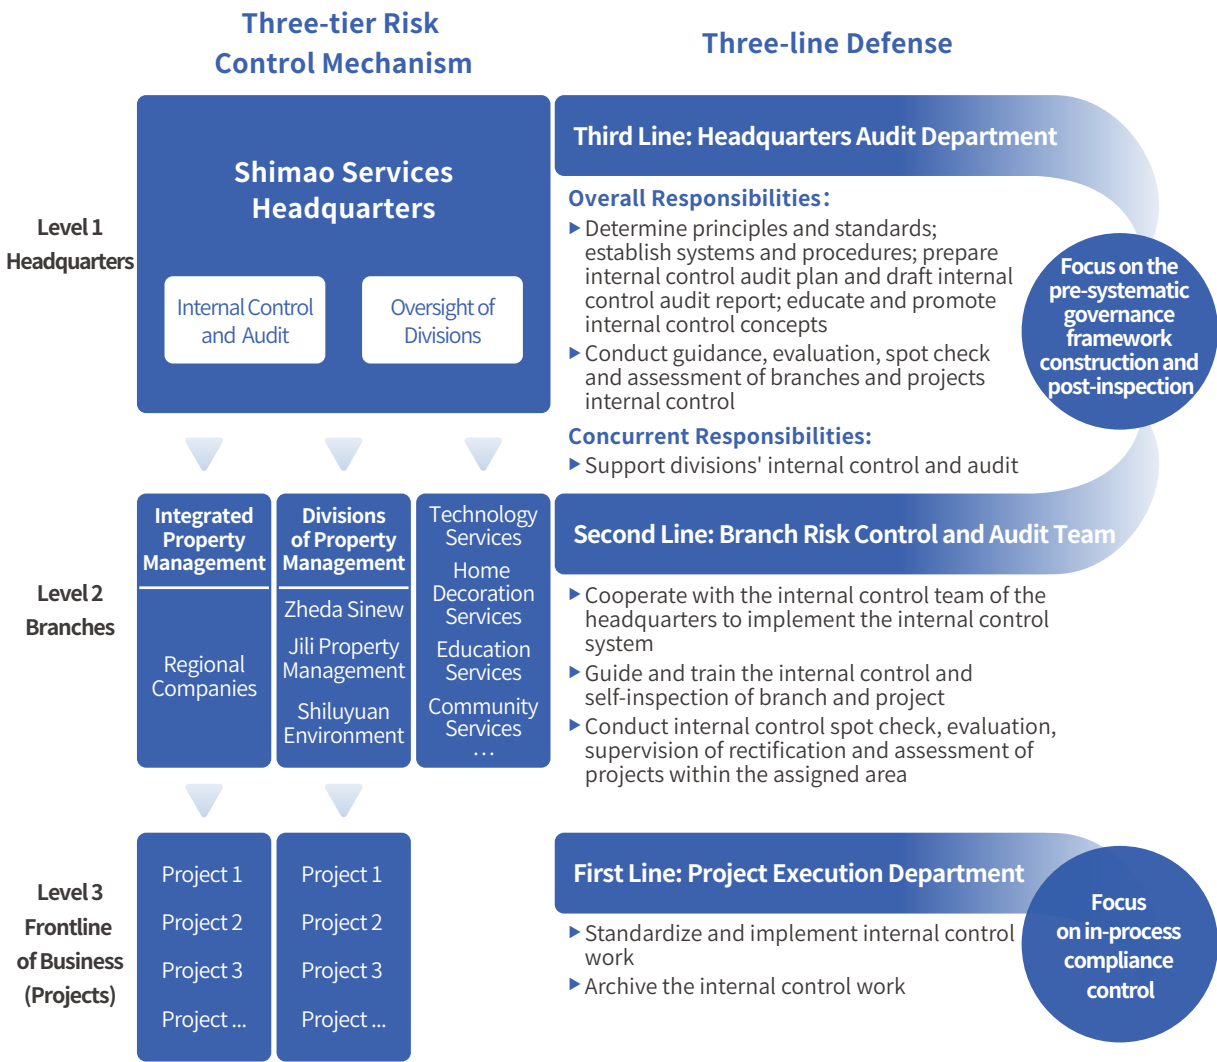 Three-tier Risk
Control Mechanism
Three-line Defense
Level 1
Headquarters
Shimao Services
Headquarters
Internal Control
and Audit
Oversight of
Divisions
Third Line: Headquarters Audit Department
Overall Responsibilities:
▶ Determine principles and standards;
establish systems and procedures; prepare
internal control audit plan and draft internal
control audit report; educate and promote
internal control concepts
▶ Conduct guidance, evaluation, spot check
and assessment of branches and projects
internal control
Concurrent Responsibilities:
▶ Support divisions' internal control and audit
Focus on the
pre-systematic
governance
framework
construction and
post-inspection
Level 2
Branches
Integrated
Property
Management
Regional
Companies
Divisions
of Property
Management
Zheda Sinew
Jili Property
Management
Shiluyuan
Environment
Technology
Services
Home
Decoration
Services
Education
Services
Community
Services
...
Second Line: Branch Risk Control and Audit Team
▶ Cooperate with the internal control team of the
headquarters to implement the internal control
system
▶ Guide and train the internal control and
self-inspection of branch and project
▶ Conduct internal control spot check, evaluation,
supervision of rectification and assessment of
projects within the assigned area
Level 3
Frontline
of Business
(Projects)
Project 1
Project 2
Project 3
Project ...
Project 1
Project 2
Project 3
Project ...
First Line: Project Execution Department
▶ Standardize and implement internal control
work
▶ Archive the internal control work
Focus
on in-process
compliance
control